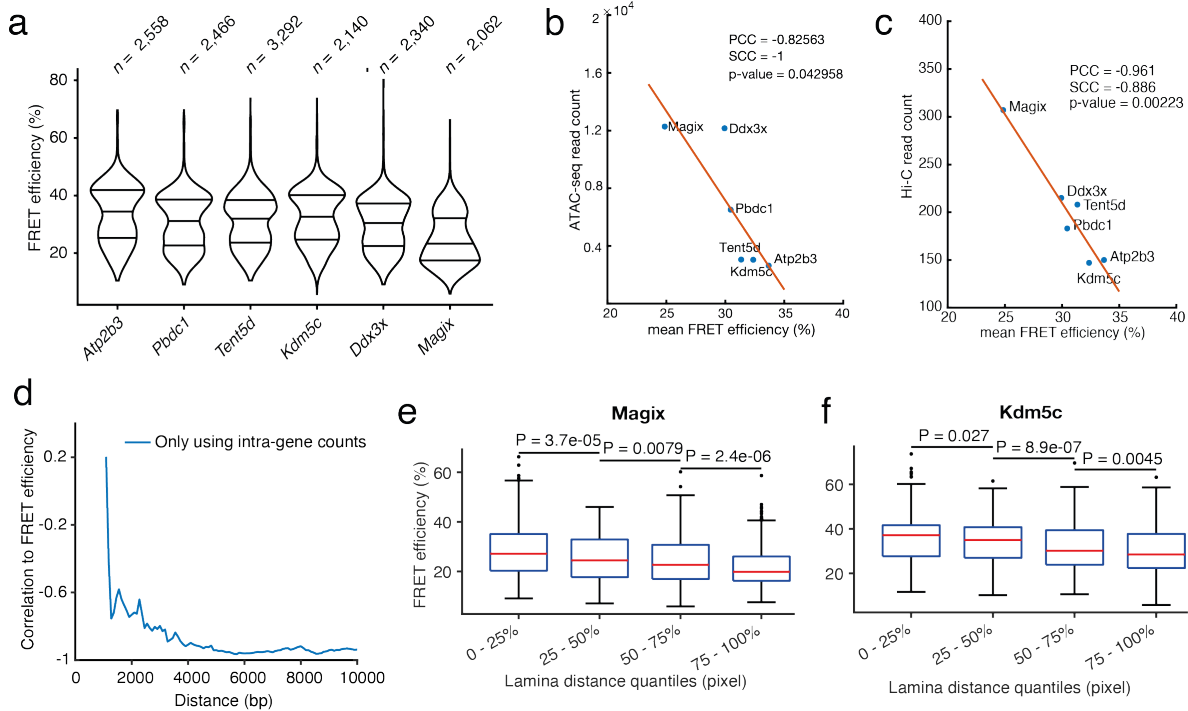 a
n = 2,558
n = 2,466
n = 3,292
n = 2,140
n = 2,340
n = 2,062
FRET efficiency (%)
80
60
40
20
Atp2b3
Pbdc1
Tent5d
Kdm5c
Ddx3x
Magix
b
2 × 10⁴
1.6
1.2
0.8
0.4
ATAC-seq read count
PCC = -0.82563
SCC = -1
p-value = 0.042958
Magix
Ddx3x
Pbdc1
Tent5d
Kdm5c
Atp2b3
20
25
30
35
40
mean FRET efficiency (%)
c
400
350
300
250
200
150
100
Hi-C read count
PCC = -0.961
SCC = -0.886
p-value = 0.00223
Magix
Ddx3x
Tent5d
Pbdc1
Atp2b3
Kdm5c
20
25
30
35
40
mean FRET efficiency (%)
d
Correlation to FRET efficiency
0.2
-0.2
-0.6
-1
Only using intra-gene counts
0
2000
4000
6000
8000
10000
Distance (bp)
e
Magix
P = 3.7e-05
P = 0.0079
P = 2.4e-06
FRET efficiency (%)
60
40
20
0 - 25%
25 - 50%
50 - 75%
75 - 100%
Lamina distance quantiles (pixel)
f
Kdm5c
P = 0.027
P = 8.9e-07
P = 0.0045
60
40
20
0 - 25%
25 - 50%
50 - 75%
75 - 100%
Lamina distance quantiles (pixel)